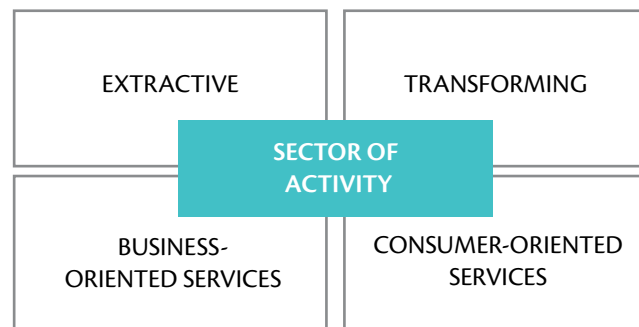 EXTRACTIVE
TRANSFORMING
SECTOR OF
ACTIVITY
BUSINESS-
ORIENTED SERVICES
CONSUMER-ORIENTED
SERVICES